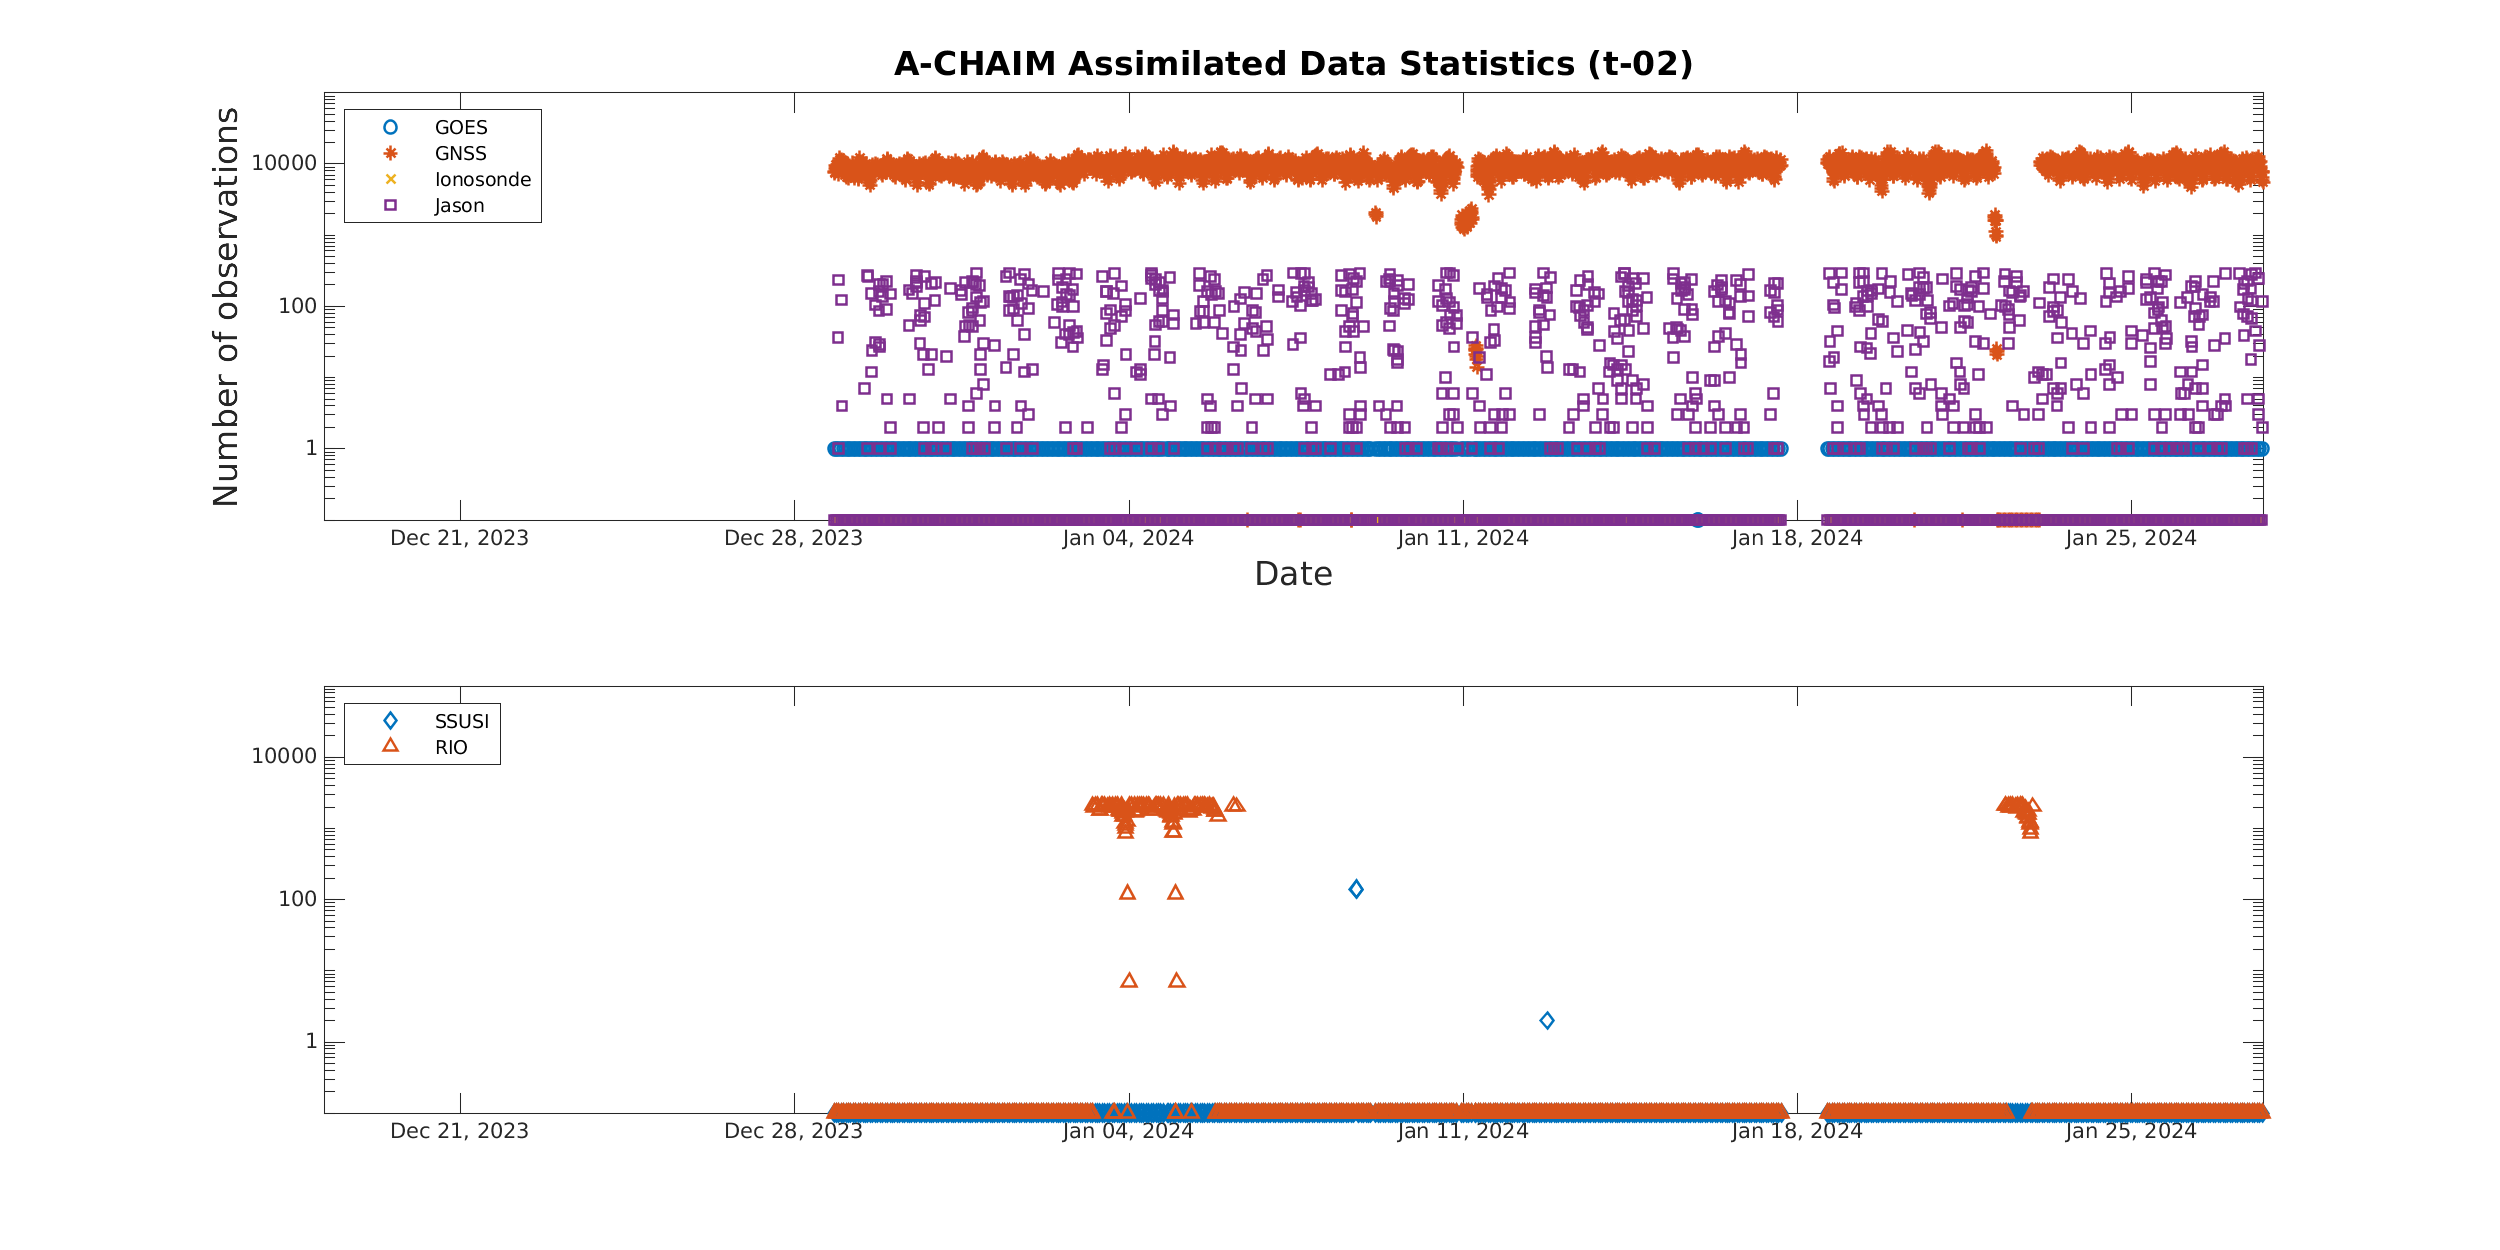 A-CHAIM Assimilated Data Statistics (t-02)
Number of observations
10000
100
1
GOES
GNSS
Ionosonde
Jason
Dec 21, 2023
Dec 28, 2023
Jan 04, 2024
Jan 11, 2024
Jan 18, 2024
Jan 25, 2024
Date
10000
100
1
SSUSI
RIO
Dec 21, 2023
Dec 28, 2023
Jan 04, 2024
Jan 11, 2024
Jan 18, 2024
Jan 25, 2024